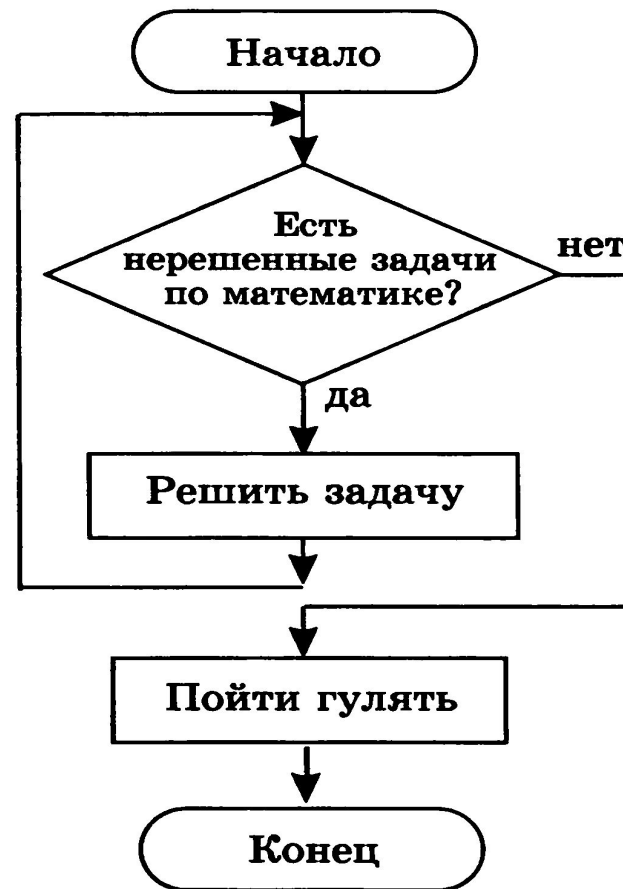 Начало
Есть
нерешенные задачи
по математике?
нет
да
Решить задачу
Пойти гулять
Конец